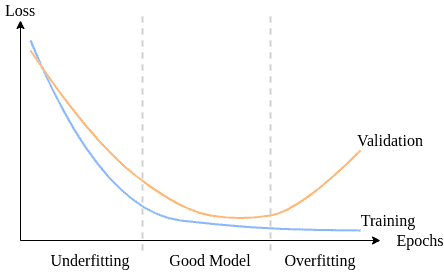 Loss
Validation
Training
Epochs
Underfitting
Good Model
Overfitting